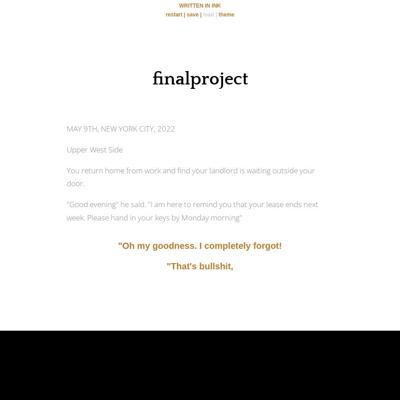 WRITTEN IN INK
restart | save | load | theme
finalproject
MAY 9TH, NEW YORK CITY, 2022
Upper West Side
You return home from work and find your landlord is waiting outside your
door.
"Good evening" he said. "I am here to remind you that your lease ends next
week. Please hand in your keys by Monday morning"
"Oh my goodness. I completely forgot!
"That's bullshit,